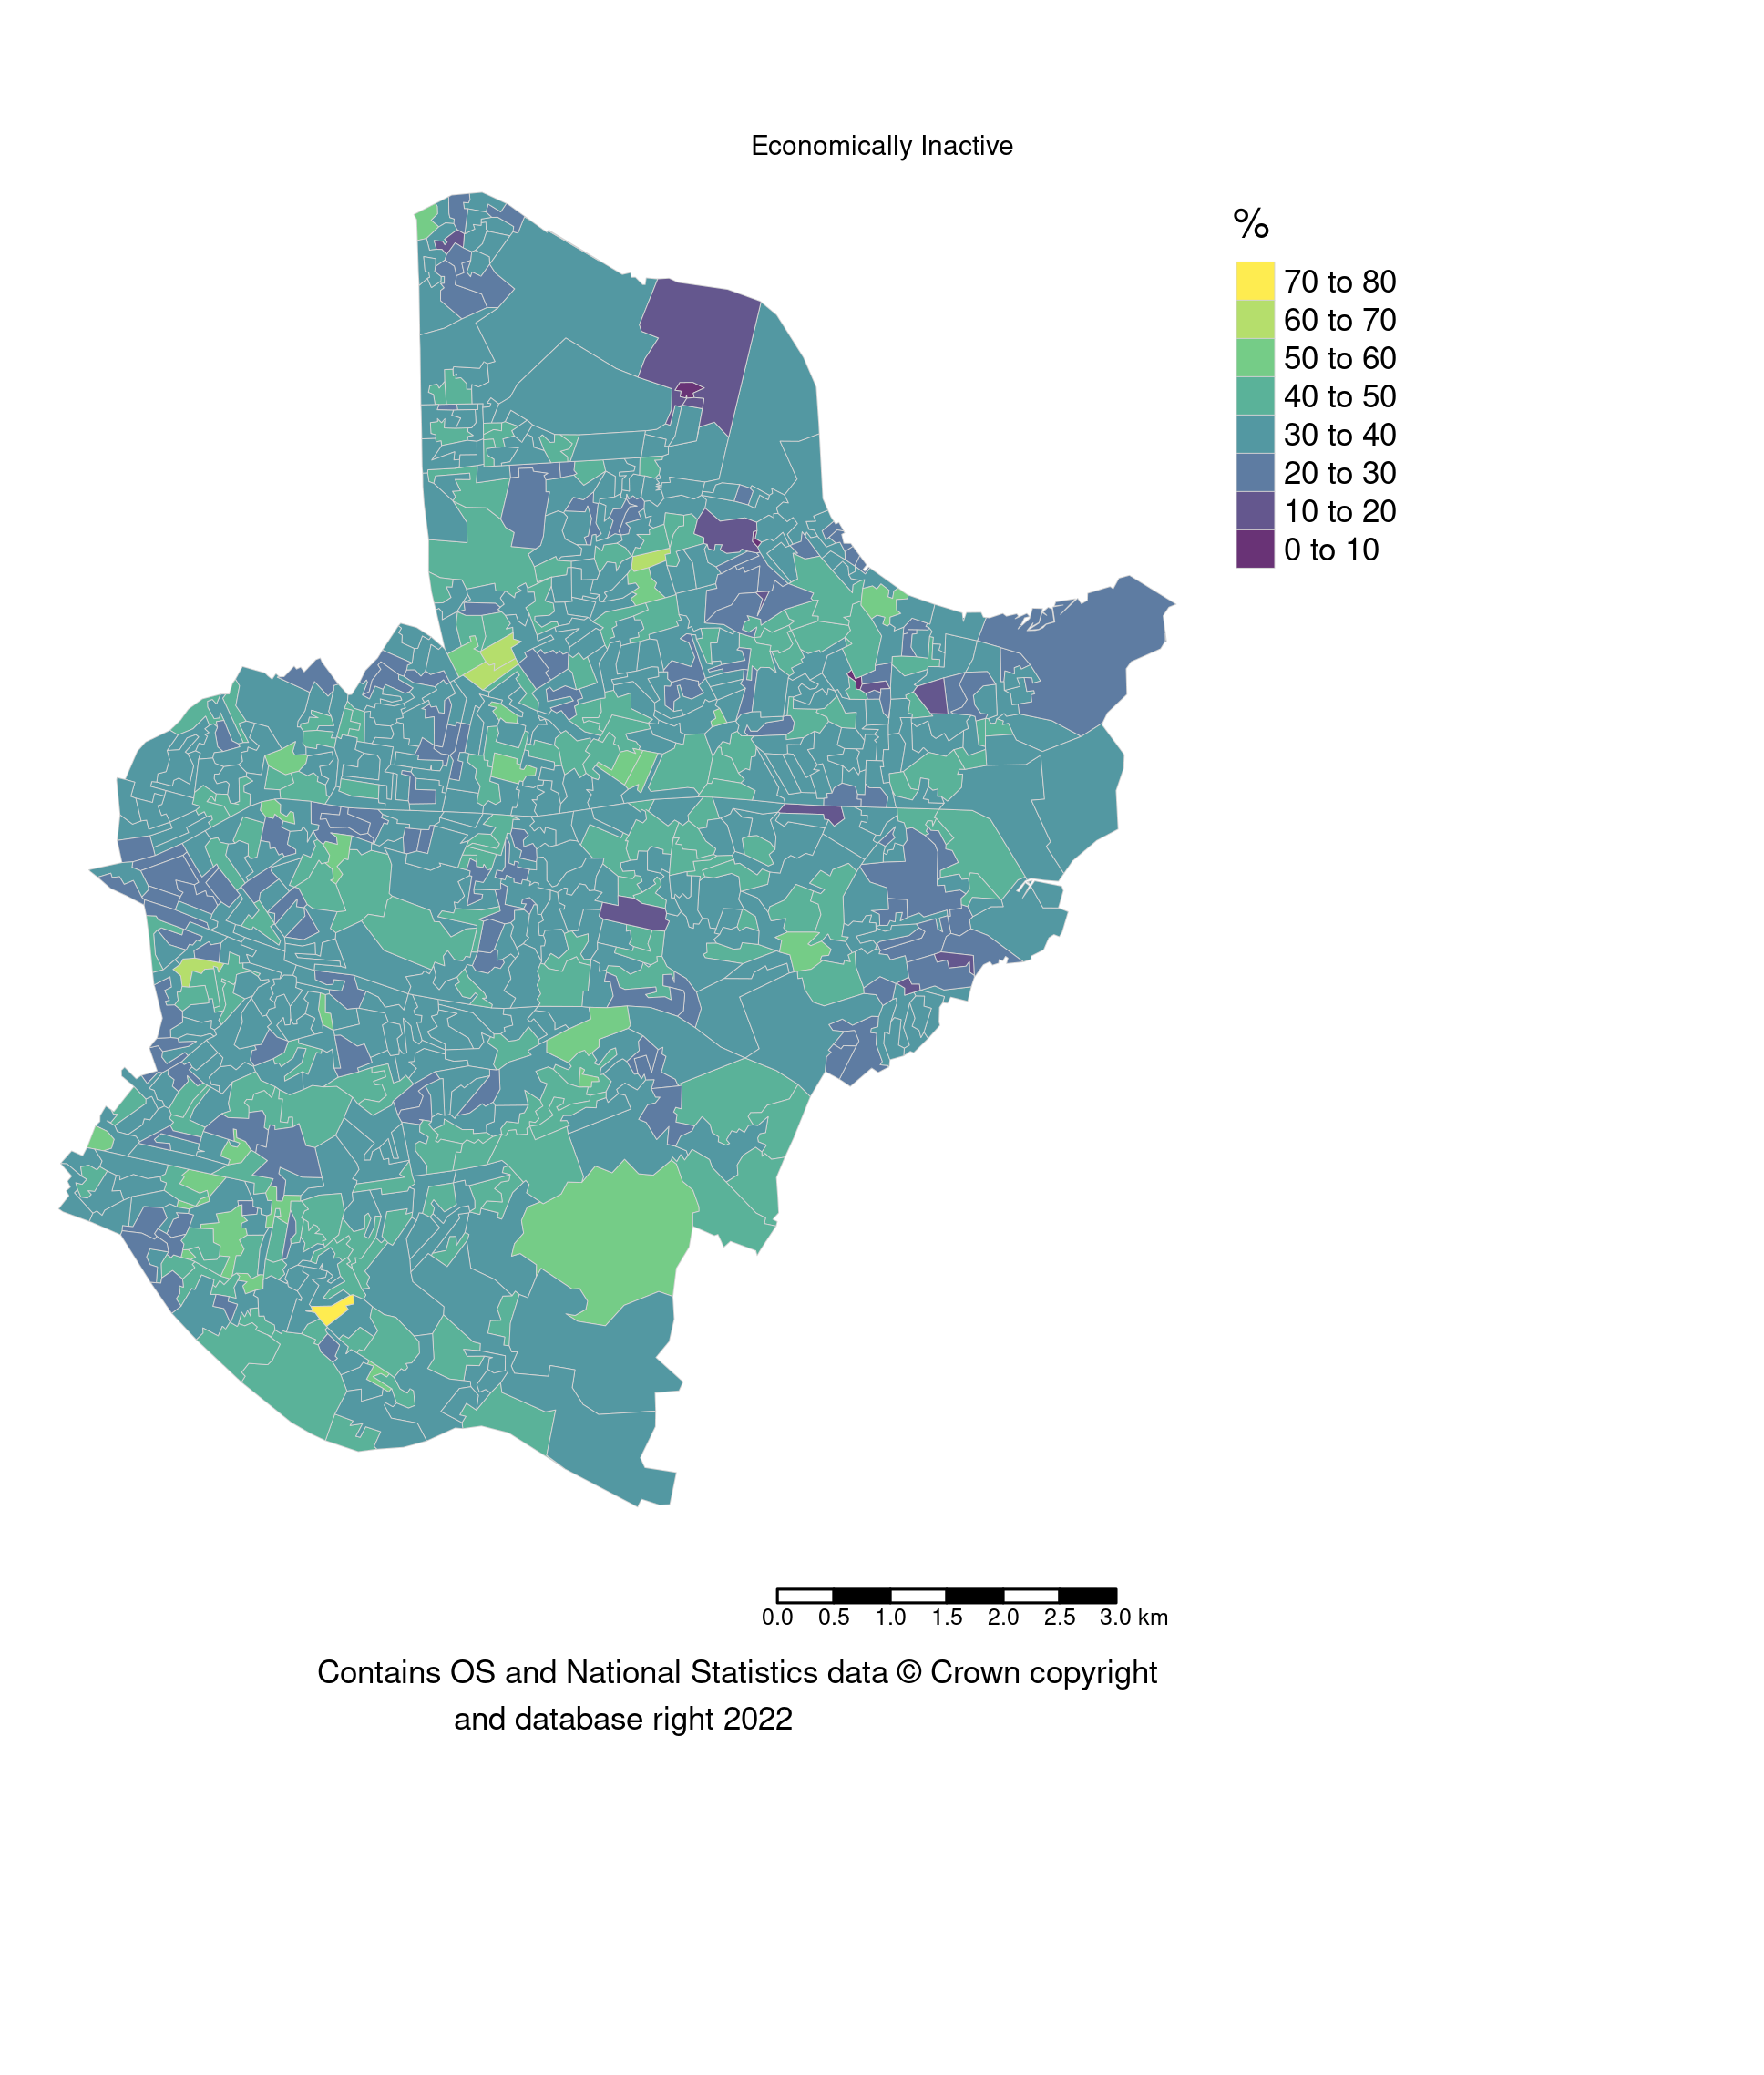 Economically Inactive
%
70 to 80
60 to 70
50 to 60
40 to 50
30 to 40
20 to 30
10 to 20
0 to 10
0.0 0.5 1.0 1.5 2.0 2.5 3.0 km
Contains OS and National Statistics data © Crown copyright
and database right 2022